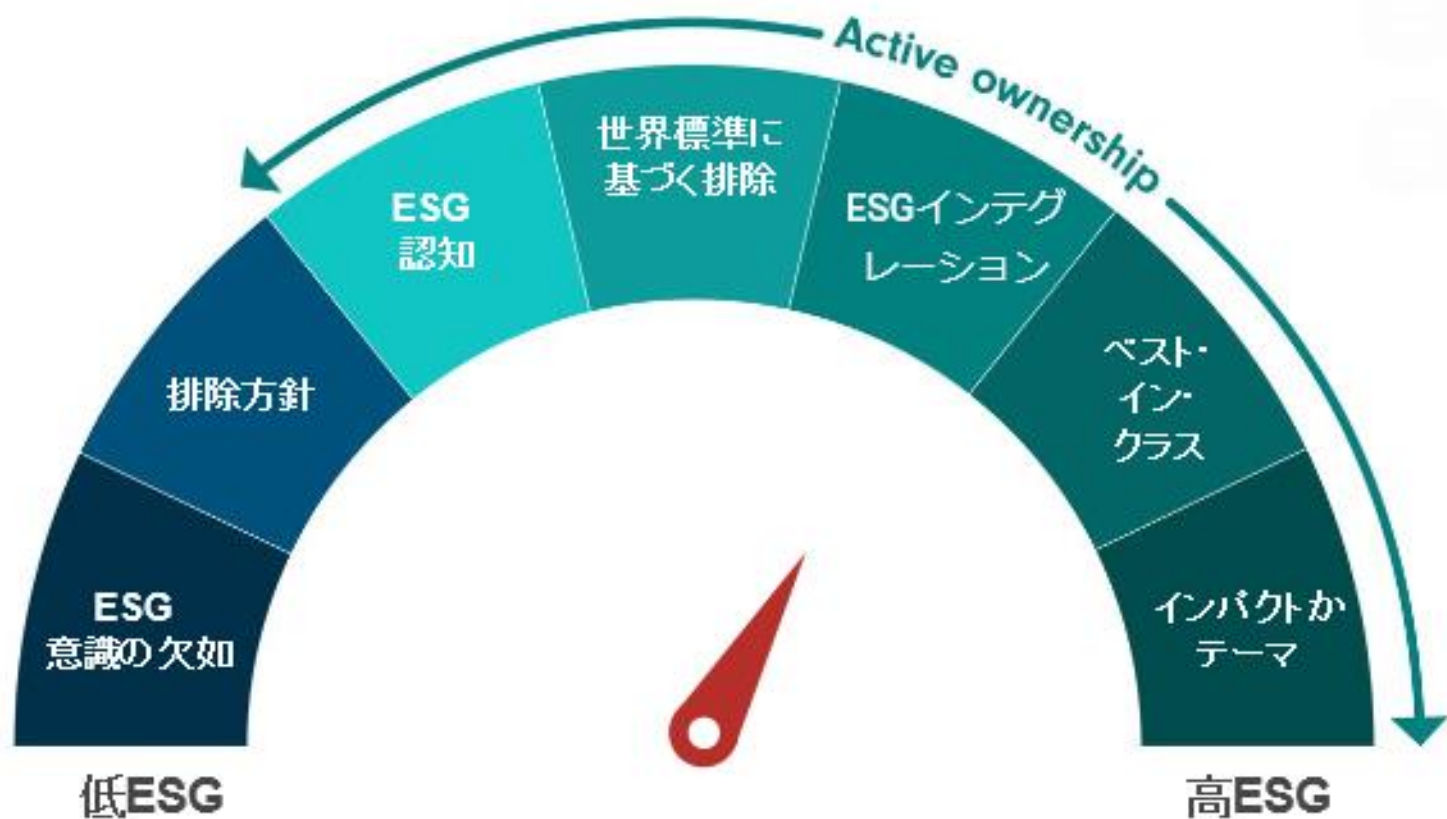 Active ownership
ESG
意識の欠如
排除方針
ESG
認知
世界標準に
基づく排除
ESGインテグ
レーション
ベスト・
イン・
クラス
インパクトか
テーマ
低ESG
高ESG